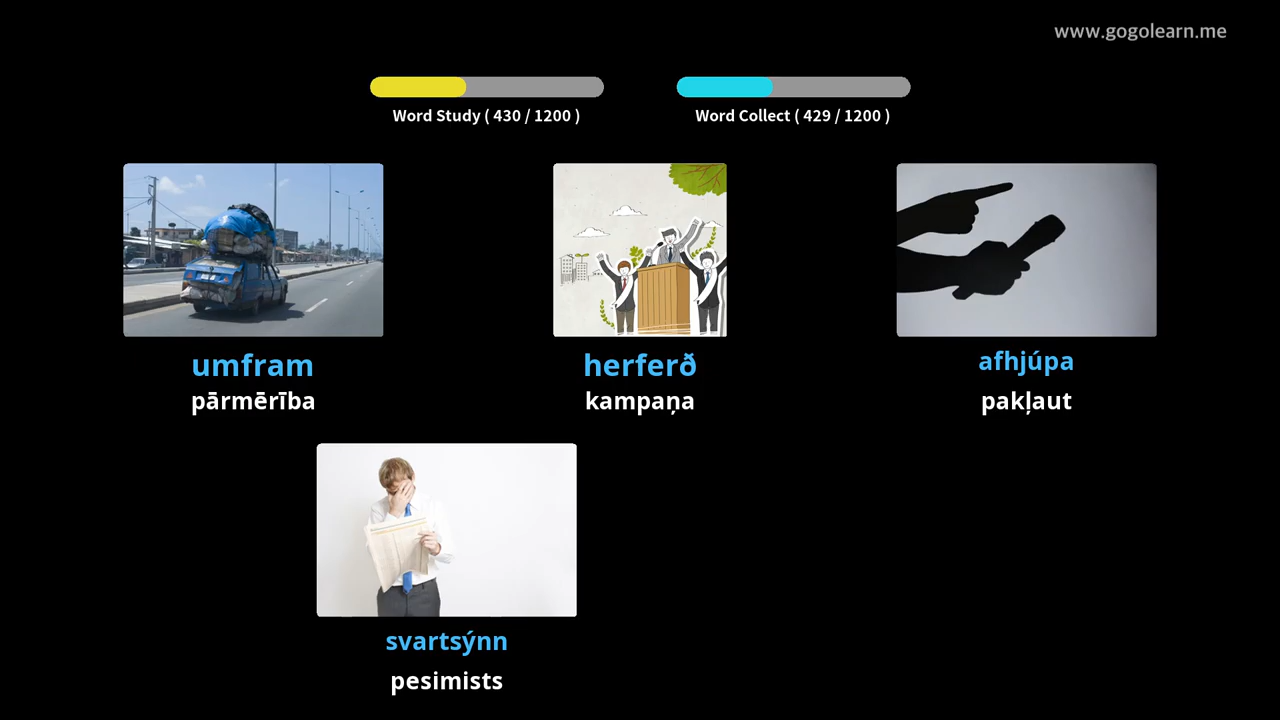 www.gogolearn.me
Word Study ( 430 / 1200 )
Word Collect ( 429 / 1200 )
umfram
pārmērība
herferð
kampaņa
afhjúpa
pakļaut
svartsýnn
pesimists